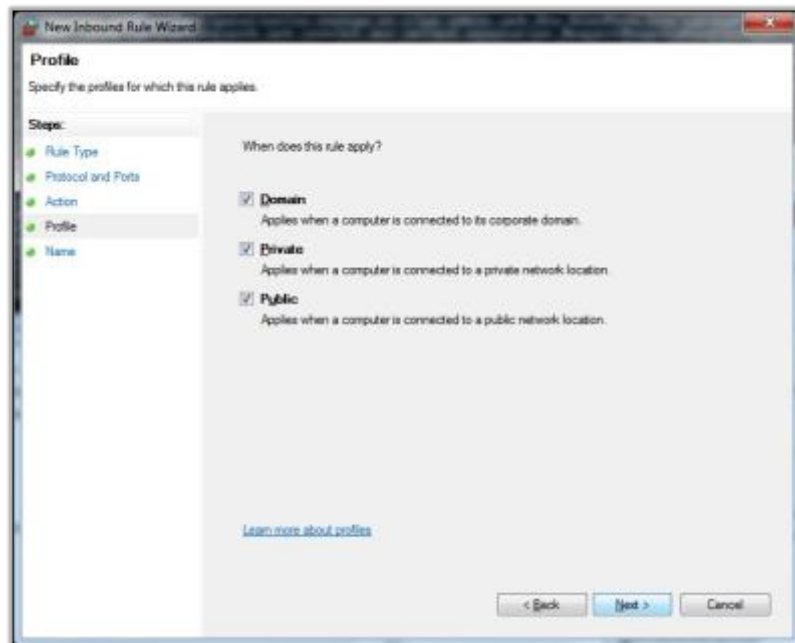 New Inbound Rule Wizard
Profile
Specify the profiles for which this rule applies.
Steps:
Rule Type
Protocol and Ports
Action
Profile
Name
When does this rule apply?
Domain
Applies when a computer is connected to its corporate domain.
Private
Applies when a computer is connected to a private network location.
Public
Applies when a computer is connected to a public network location.
Learn more about profiles
< Back
Next >
Cancel